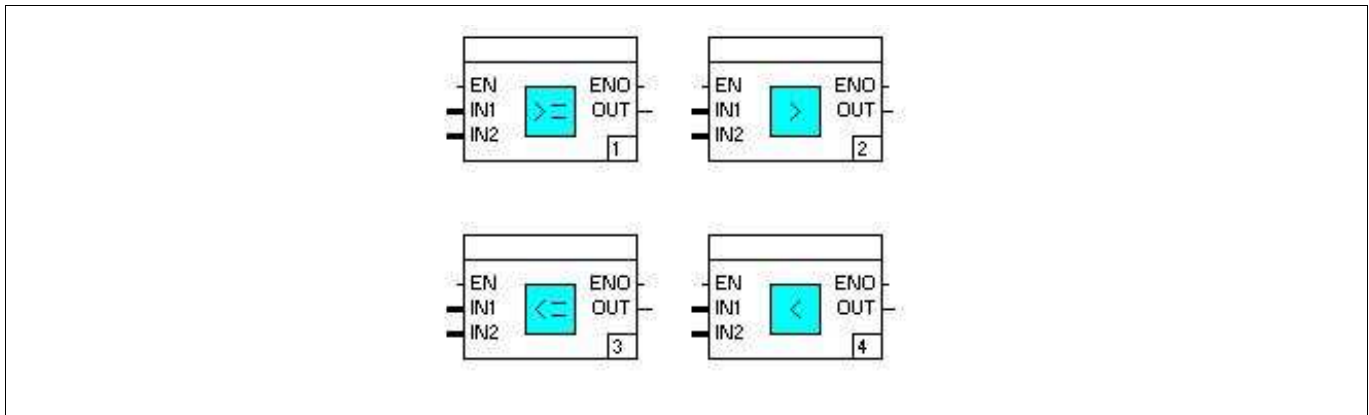 EN ENO EN ENO
IN1 >= OUT IN1 > OUT
IN2 IN2
1 2
EN ENO EN ENO
IN1 <= OUT IN1 < OUT
IN2 IN2
3 4